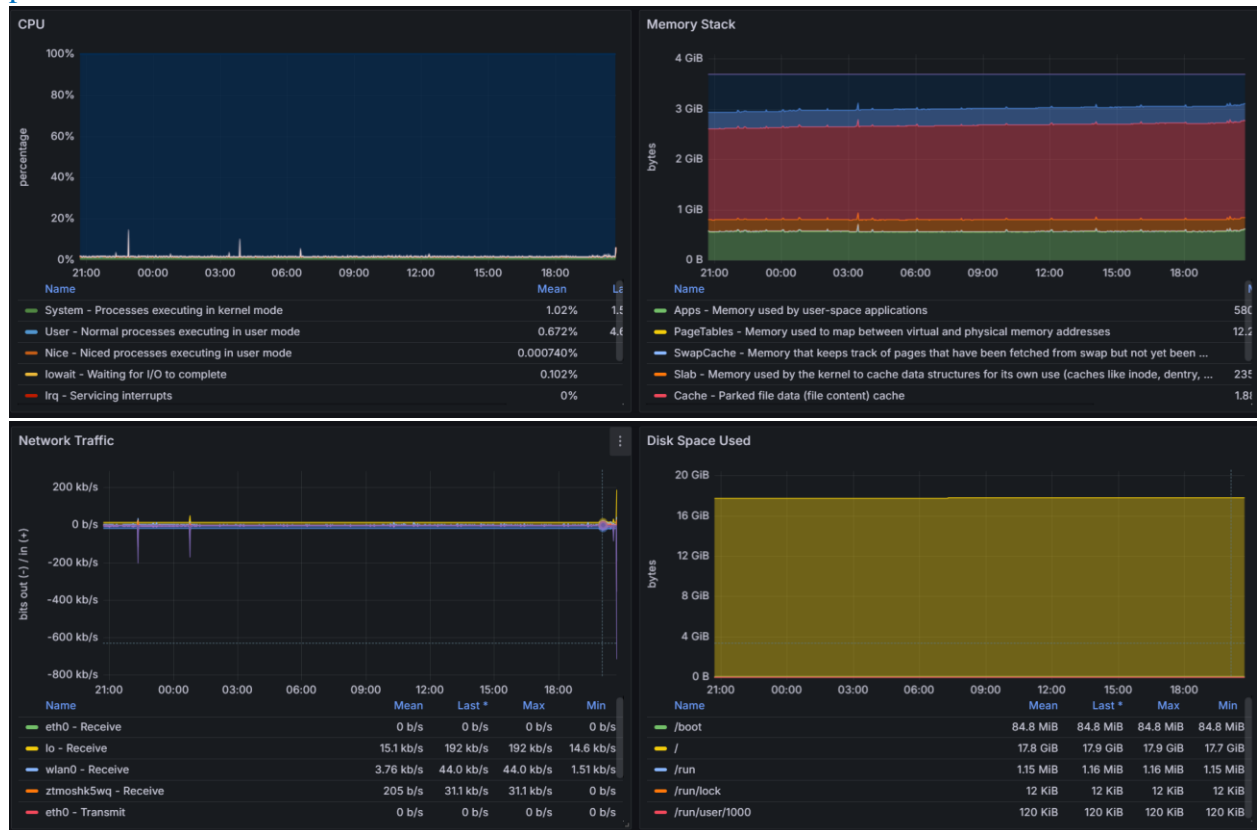 CPU
100%
80%
60%
40%
20%
0%
percentage
21:00 00:00 03:00 06:00 09:00 12:00 15:00 18:00
Name Mean
System - Processes executing in kernel mode 1.02%
User - Normal processes executing in user mode 0.672%
Nice - Niced processes executing in user mode 0.000740%
Iowait - Waiting for I/O to complete 0.102%
Irq - Servicing interrupts 0%
Memory Stack
4 GiB
3 GiB
2 GiB
1 GiB
0 B
bytes
21:00 00:00 03:00 06:00 09:00 12:00 15:00 18:00
Name
Apps - Memory used by user-space applications 580
PageTables - Memory used to map between virtual and physical memory addresses 12.2
SwapCache - Memory that keeps track of pages that have been fetched from swap but not yet been ...
Slab - Memory used by the kernel to cache data structures for its own use (caches like inode, dentry, ... 235
Cache - Parked file data (file content) cache 1.88
Network Traffic
200 kb/s
0 b/s
-200 kb/s
-400 kb/s
-600 kb/s
-800 kb/s
bits out (-) / in (+)
21:00 00:00 03:00 06:00 09:00 12:00 15:00 18:00
Name Mean Last * Max Min
eth0 - Receive 0 b/s 0 b/s 0 b/s 0 b/s
lo - Receive 15.1 kb/s 192 kb/s 192 kb/s 14.6 kb/s
wlan0 - Receive 3.76 kb/s 44.0 kb/s 44.0 kb/s 1.51 kb/s
ztmoshk5wq - Receive 205 b/s 31.1 kb/s 31.1 kb/s 0 b/s
eth0 - Transmit 0 b/s 0 b/s 0 b/s 0 b/s
Disk Space Used
20 GiB
16 GiB
12 GiB
8 GiB
4 GiB
0 B
bytes
21:00 00:00 03:00 06:00 09:00 12:00 15:00 18:00
Name Mean Last * Max Min
/boot 84.8 MiB 84.8 MiB 84.8 MiB 84.8 MiB
/ 17.8 GiB 17.9 GiB 17.9 GiB 17.7 GiB
/run 1.15 MiB 1.16 MiB 1.16 MiB 1.15 MiB
/run/lock 12 KiB 12 KiB 12 KiB 12 KiB
/run/user/1000 120 KiB 120 KiB 120 KiB 120 KiB